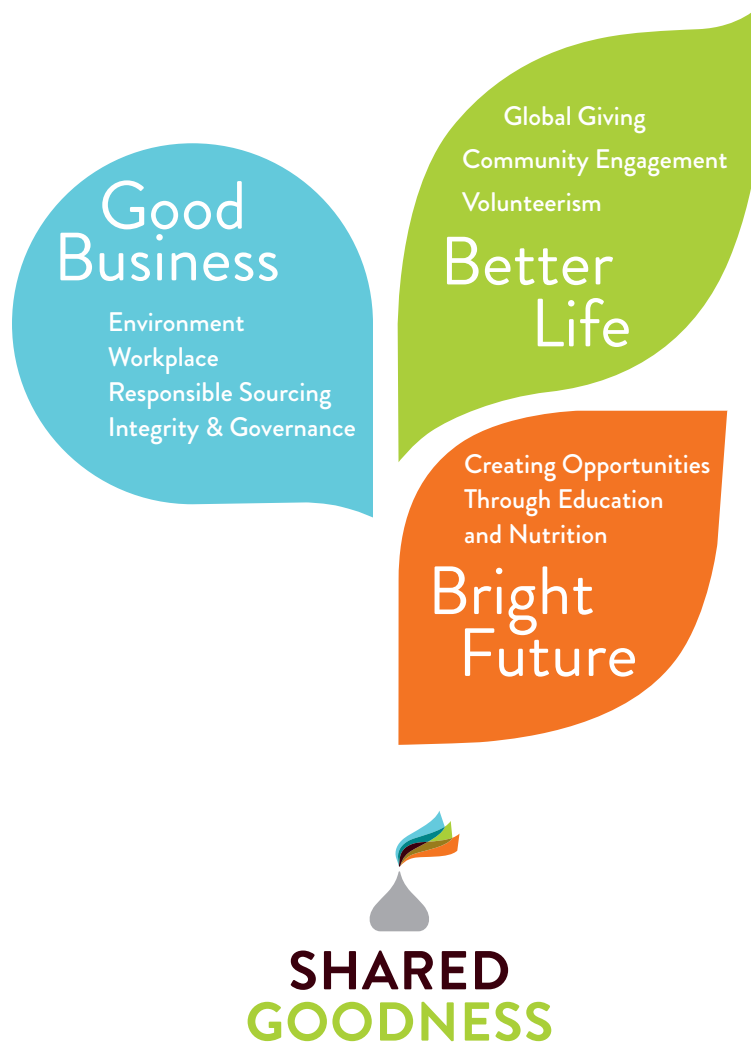 Good
Business
Environment
Workplace
Responsible Sourcing
Integrity & Governance
Global Giving
Community Engagement
Volunteerism
Better
Life
Creating Opportunities
Through Education
and Nutrition
Bright
Future
SHARED
GOODNESS